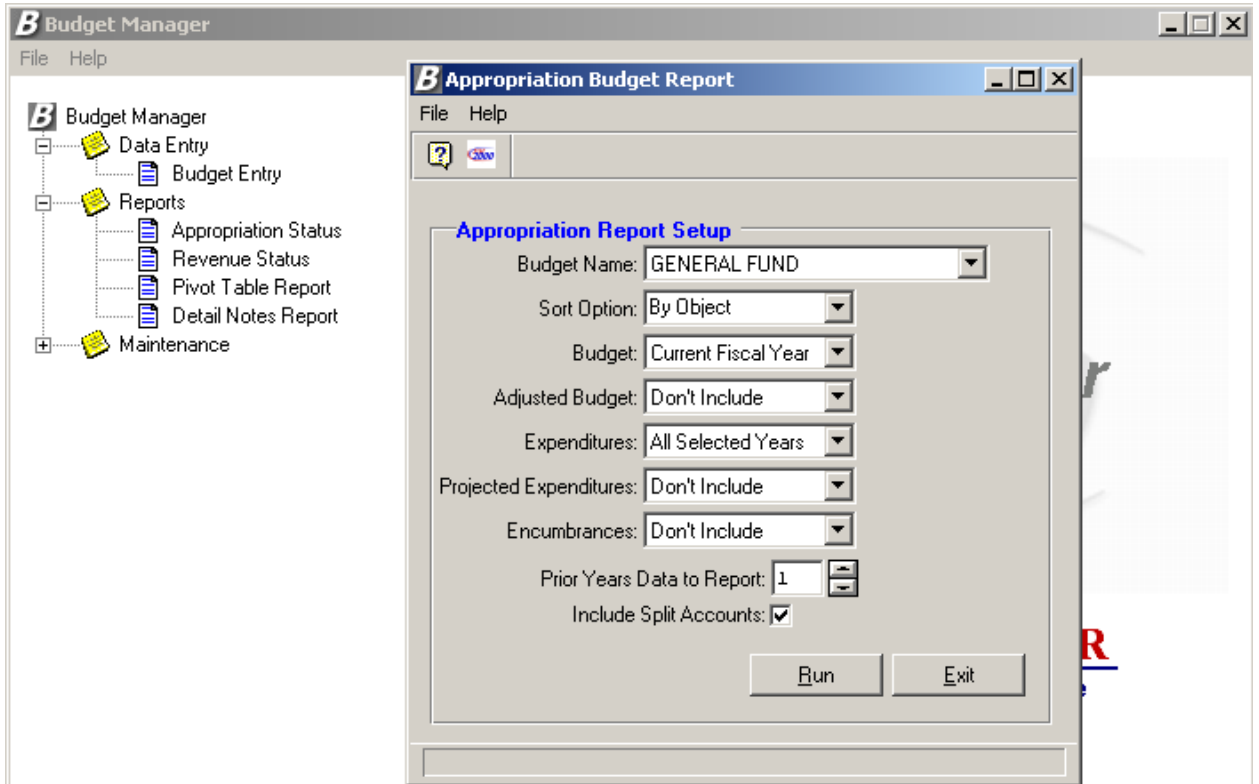 B Budget Manager
File Help
B Budget Manager
Data Entry
Budget Entry
Reports
Appropriation Status
Revenue Status
Pivot Table Report
Detail Notes Report
Maintenance
B Appropriation Budget Report
File Help
Appropriation Report Setup
Budget Name: GENERAL FUND
Sort Option: By Object
Budget: Current Fiscal Year
Adjusted Budget: Don't Include
Expenditures: All Selected Years
Projected Expenditures: Don't Include
Encumbrances: Don't Include
Prior Years Data to Report: 1
Include Split Accounts:
Run Exit
r
R